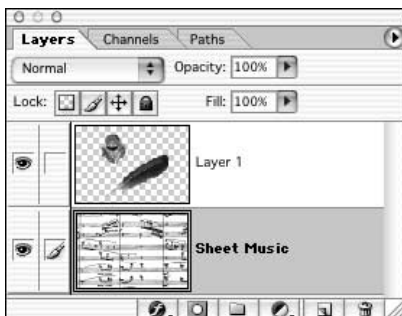 Layers Channels Paths
Normal Opacity: 100%
Lock: Fill: 100%
Layer 1
Sheet Music